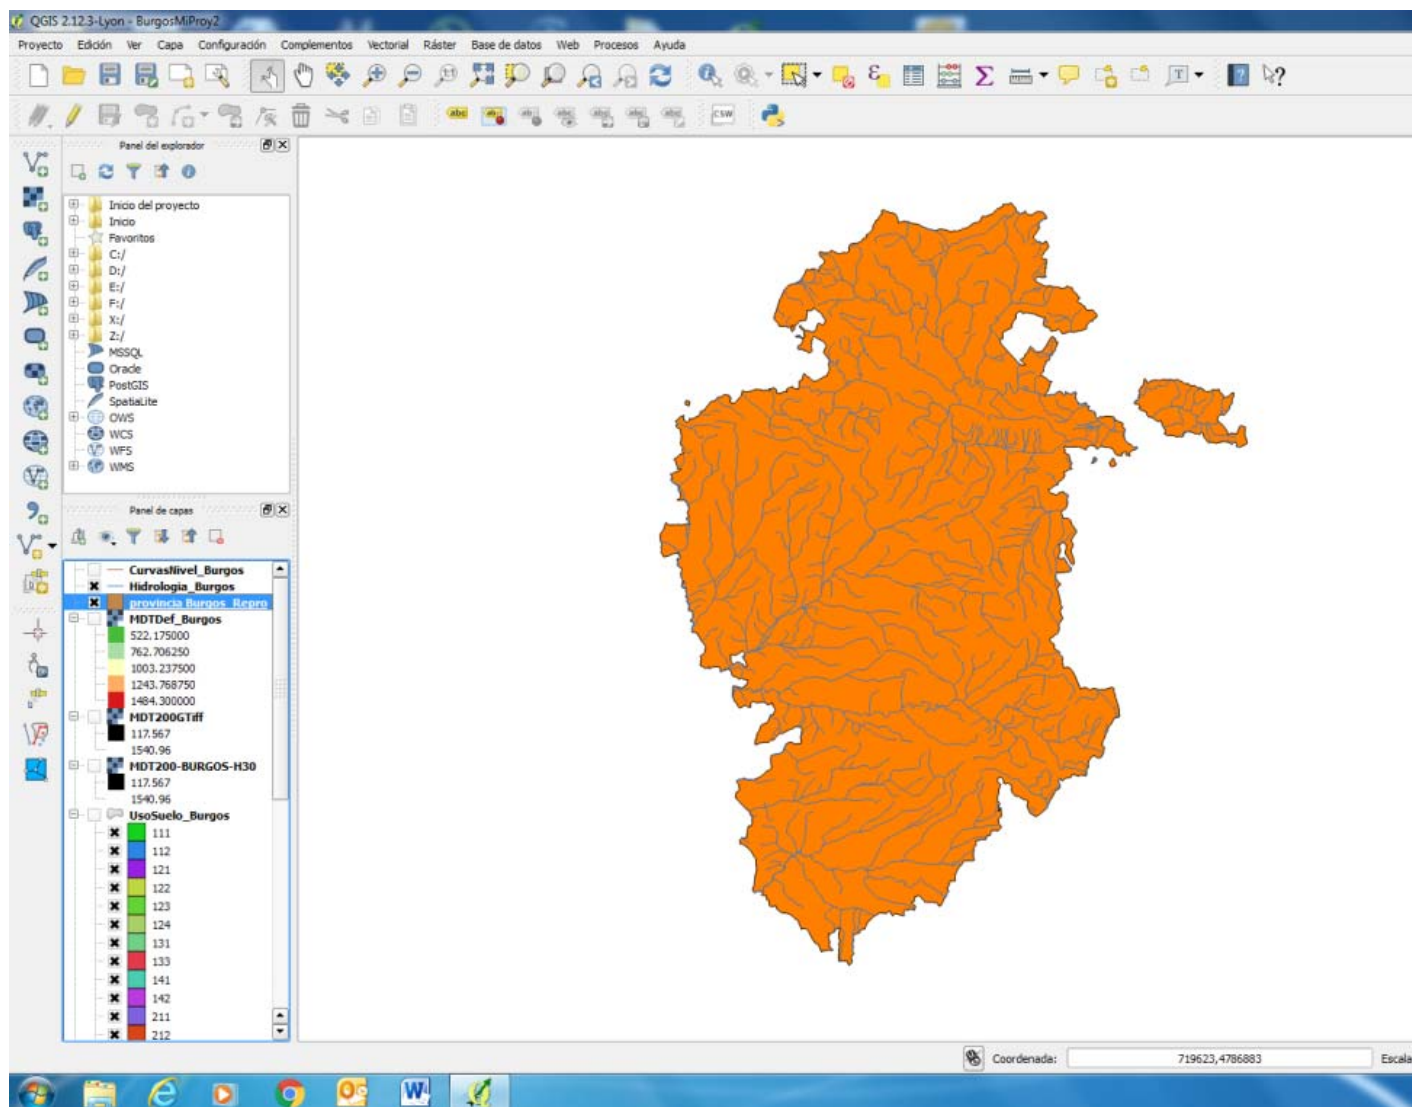 QGIS 2.12.3-Lyon - BurgosMiProy2
Proyecto Edición Ver Capa Configuración Complementos Vectorial Ráster Base de datos Web Procesos Ayuda
abc CSW T
Panel del explorador
Inicio del proyecto
Inicio
Favoritos
C:/
D:/
E:/
F:/
X:/
Z:/
MSSQL
Oracle
PostGIS
SpatiaLite
OWS
WCS
WFS
WMS
Panel de capas
CurvasNivel_Burgos
Hidrologia_Burgos
provincia Burgos_Repro
MDTDef_Burgos
522.175000
762.706250
1003.237500
1243.768750
1484.300000
MDT200GTiff
117.567
1540.96
MDT200-BURGOS-H30
117.567
1540.96
UsoSuelo_Burgos
111
112
121
122
123
124
131
133
141
142
211
212
Coordenada: 719623,4786883 Escala